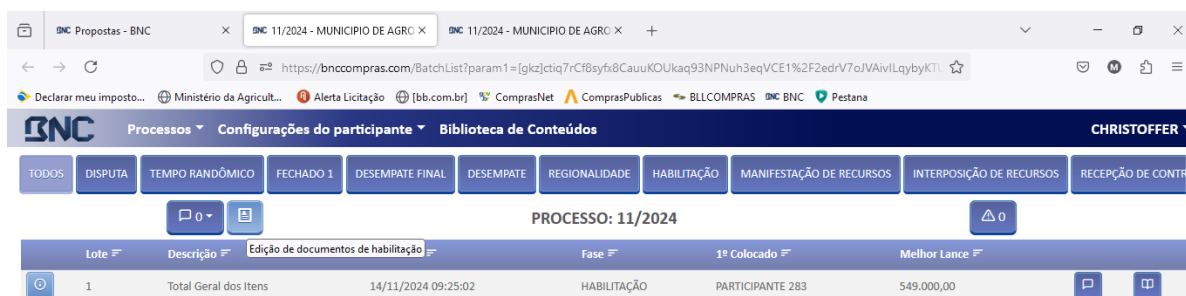 BNC Propostas - BNC
BNC 11/2024 - MUNICIPIO DE AGRO
BNC 11/2024 - MUNICIPIO DE AGRO
https://bnccompras.com/BatchList?param1=[gkz]ctiq7rCf8syfx8CauuKOUkaq93NPNuh3eqVCE1%2F2edrV7oJVAivILqybyKTL
Declarar meu imposto... Ministério da Agricult... Alerta Licitação [bb.com.br] ComprasNet ComprasPublicas BLLCOMPRAS BNC BNC Pestana
BNC Processos Configurações do participante Biblioteca de Conteúdos CHRISTOFFER
TODOS DISPUTA TEMPO RANDÔMICO FECHADO 1 DESEMPATE FINAL DESEMPATE REGIONALIDADE HABILITAÇÃO MANIFESTAÇÃO DE RECURSOS INTERPOSIÇÃO DE RECURSOS RECEPÇÃO DE CONTR
0 PROCESSO: 11/2024 0
Edição de documentos de habilitação
Lote Descrição Fase 1º Colocado Melhor Lance
1 Total Geral dos Itens 14/11/2024 09:25:02 HABILITAÇÃO PARTICIPANTE 283 549.000,00